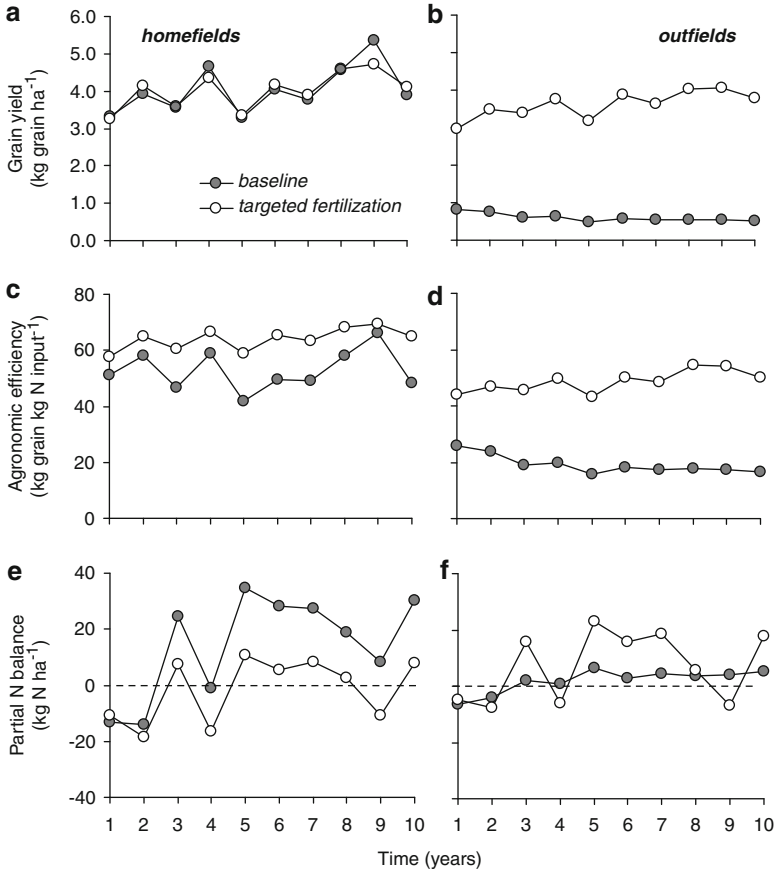 a
b
homefields
outfields
6.0
5.0
4.0
3.0
2.0
1.0
0.0
Grain yield
(kg grain ha-1)
baseline
targeted fertilization
c
d
80
60
40
20
0
Agronomic efficiency
(kg grain kg N input-1)
e
f
40
20
0
-20
-40
Partial N balance
(kg N ha-1)
1 2 3 4 5 6 7 8 9 10
1 2 3 4 5 6 7 8 9 10
Time (years)